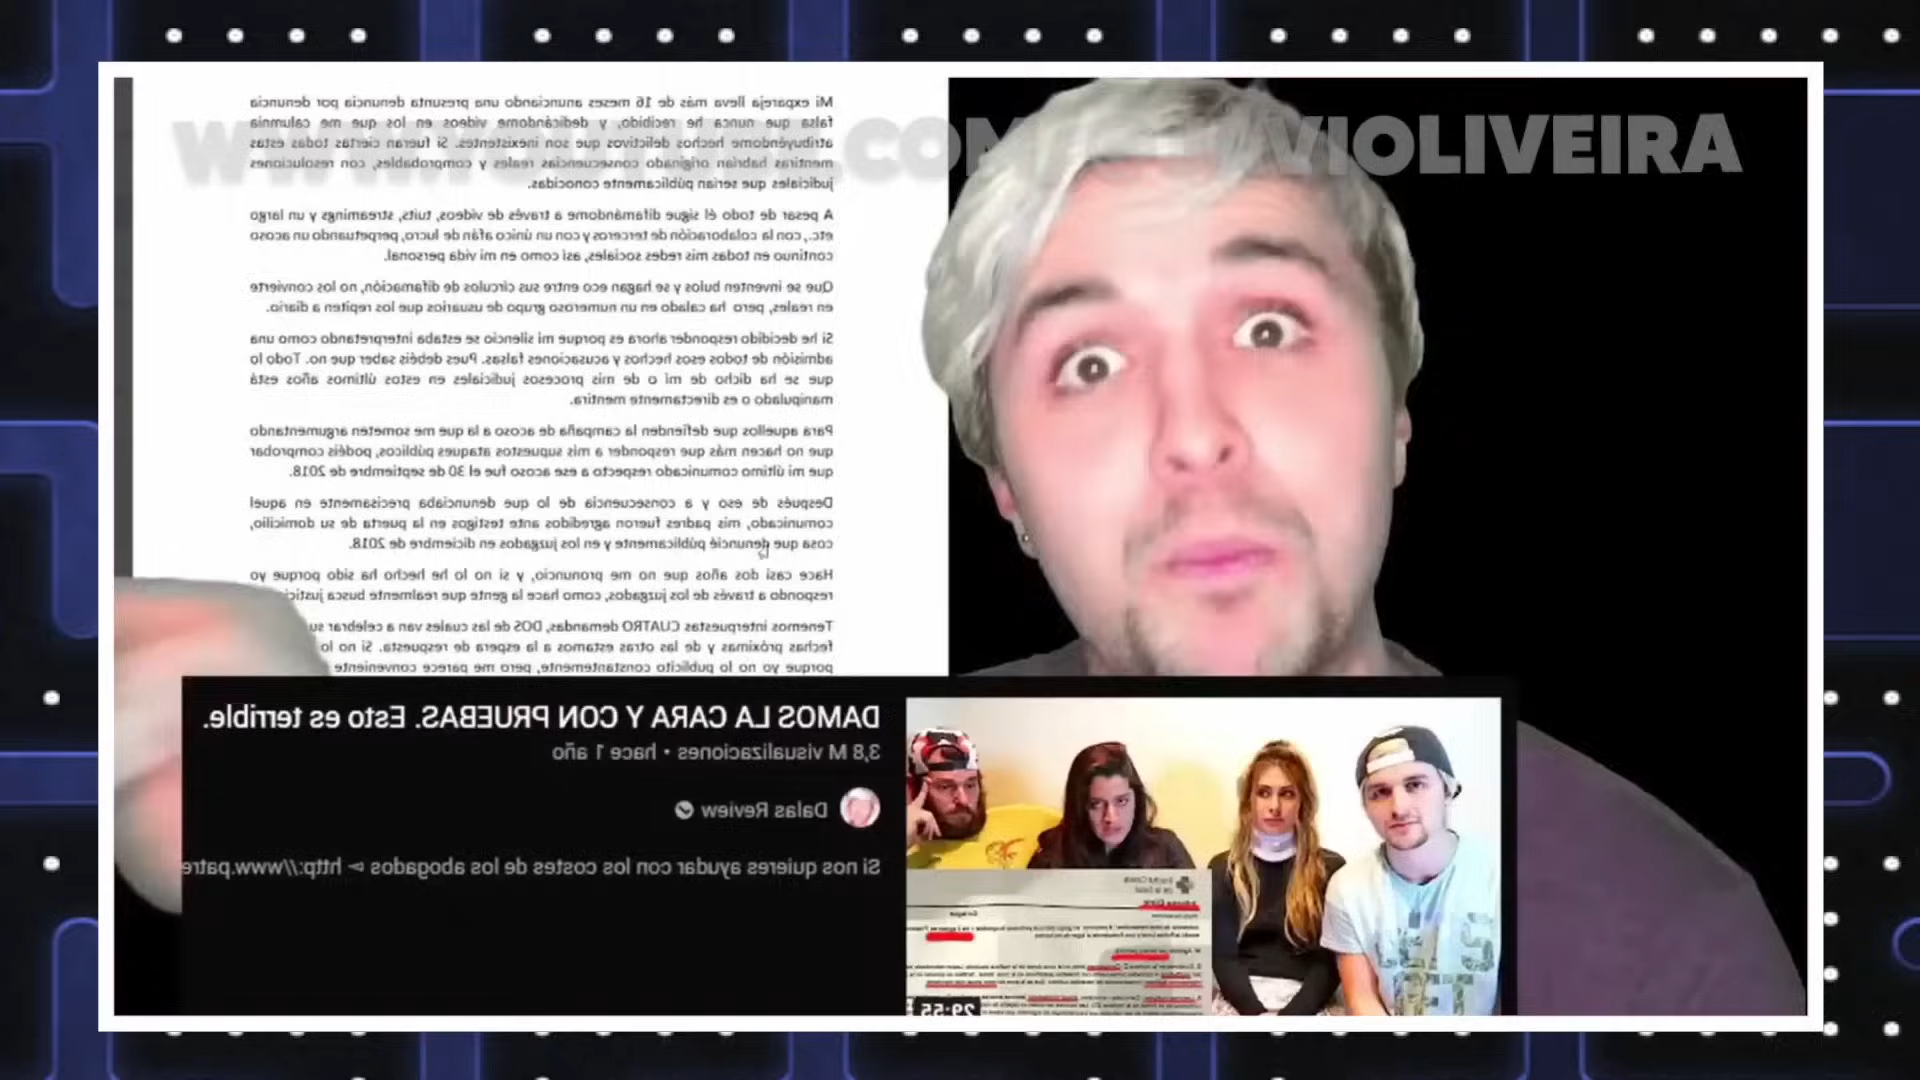 WWW.YOUTUBE.COM/ OLIVEIRA
Mi expareja lleva más de 16 meses anunciando una presunta denuncia por denuncia
falsa que nunca he recibido, y dedicándome videos en los que me calumnia
atribuyéndome hechos delictivos que son inexistentes. Si fueran ciertas todas estas
mentiras habrían originado consecuencias reales y comprobables, con resoluciones
judiciales que serían públicamente conocidas.
A pesar de todo él sigue difamándome a través de videos, tuits, streamings y un largo
etc., con la colaboración de terceros y con un único afán de lucro, perpetuando un acoso
continuo en todas mis redes sociales, así como en mi vida personal.
Que se inventen bulos y se hagan eco entre sus círculos de difamación, no los convierte
en reales, pero ha calado en un numeroso grupo de usuarios que los repiten a diario.
Si he decidido responder ahora es porque mi silencio se estaba interpretando como una
admisión de todos esos hechos y acusaciones falsas. Pues debéis saber que no. Todo lo
que se ha dicho de mí o de mis procesos judiciales en estos últimos años está
manipulado o es directamente mentira.
Para aquellos que defienden la campaña de acoso a la que me someten argumentando
que no hacen más que responder a mis supuestos ataques públicos, podéis comprobar
que mi último comunicado respecto a ese acoso fue el 30 de septiembre de 2018.
Después de eso y a consecuencia de lo que denunciaba precisamente en aquel
comunicado, mis padres fueron agredidos ante testigos en la puerta de su domicilio,
cosa que denuncié públicamente y en los juzgados en diciembre de 2018.
Hace casi dos años que no me pronuncio, y si no lo he hecho ha sido porque yo
respondo a través de los juzgados, como hace la gente que realmente busca justici
Tenemos interpuestas CUATRO demandas, DOS de las cuales van a celebrar su
fechas próximas y de las otras estamos a la espera de respuesta. Si no lo
porque yo no lo publicito constantemente, pero me parece conveniente
DAMOS LA CARA Y CON PRUEBAS. Esto es terrible.
3,8 M visualizaciones • hace 1 año
Dalas Review
Si nos quieres ayudar con los costes de los abogados ⊳ http://www.patre
29:55